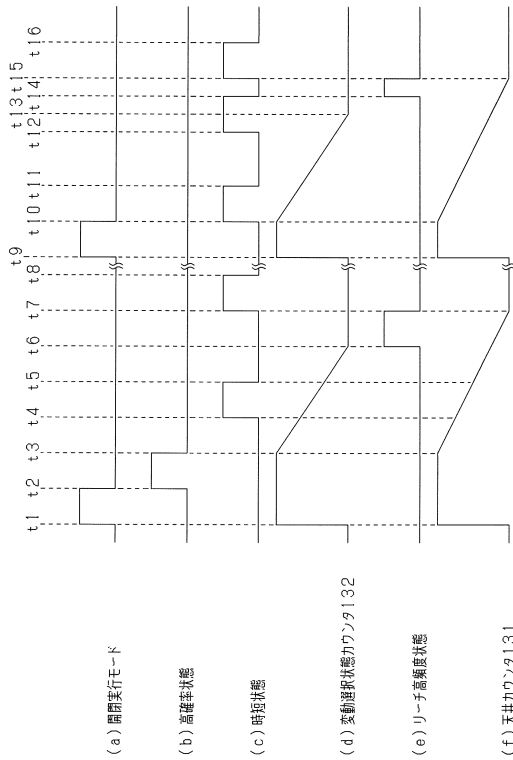 t1 t2 t3 t4 t5 t6 t7 t8 t9 t10 t11 t12 t13 t14 t15 t16
(a) 開閉実行モード
(b) 高確率状態
(c) 時短状態
(d) 変動選択状態カウンタ132
(e) リーチ高頻度状態
(f) 天井カウンタ131